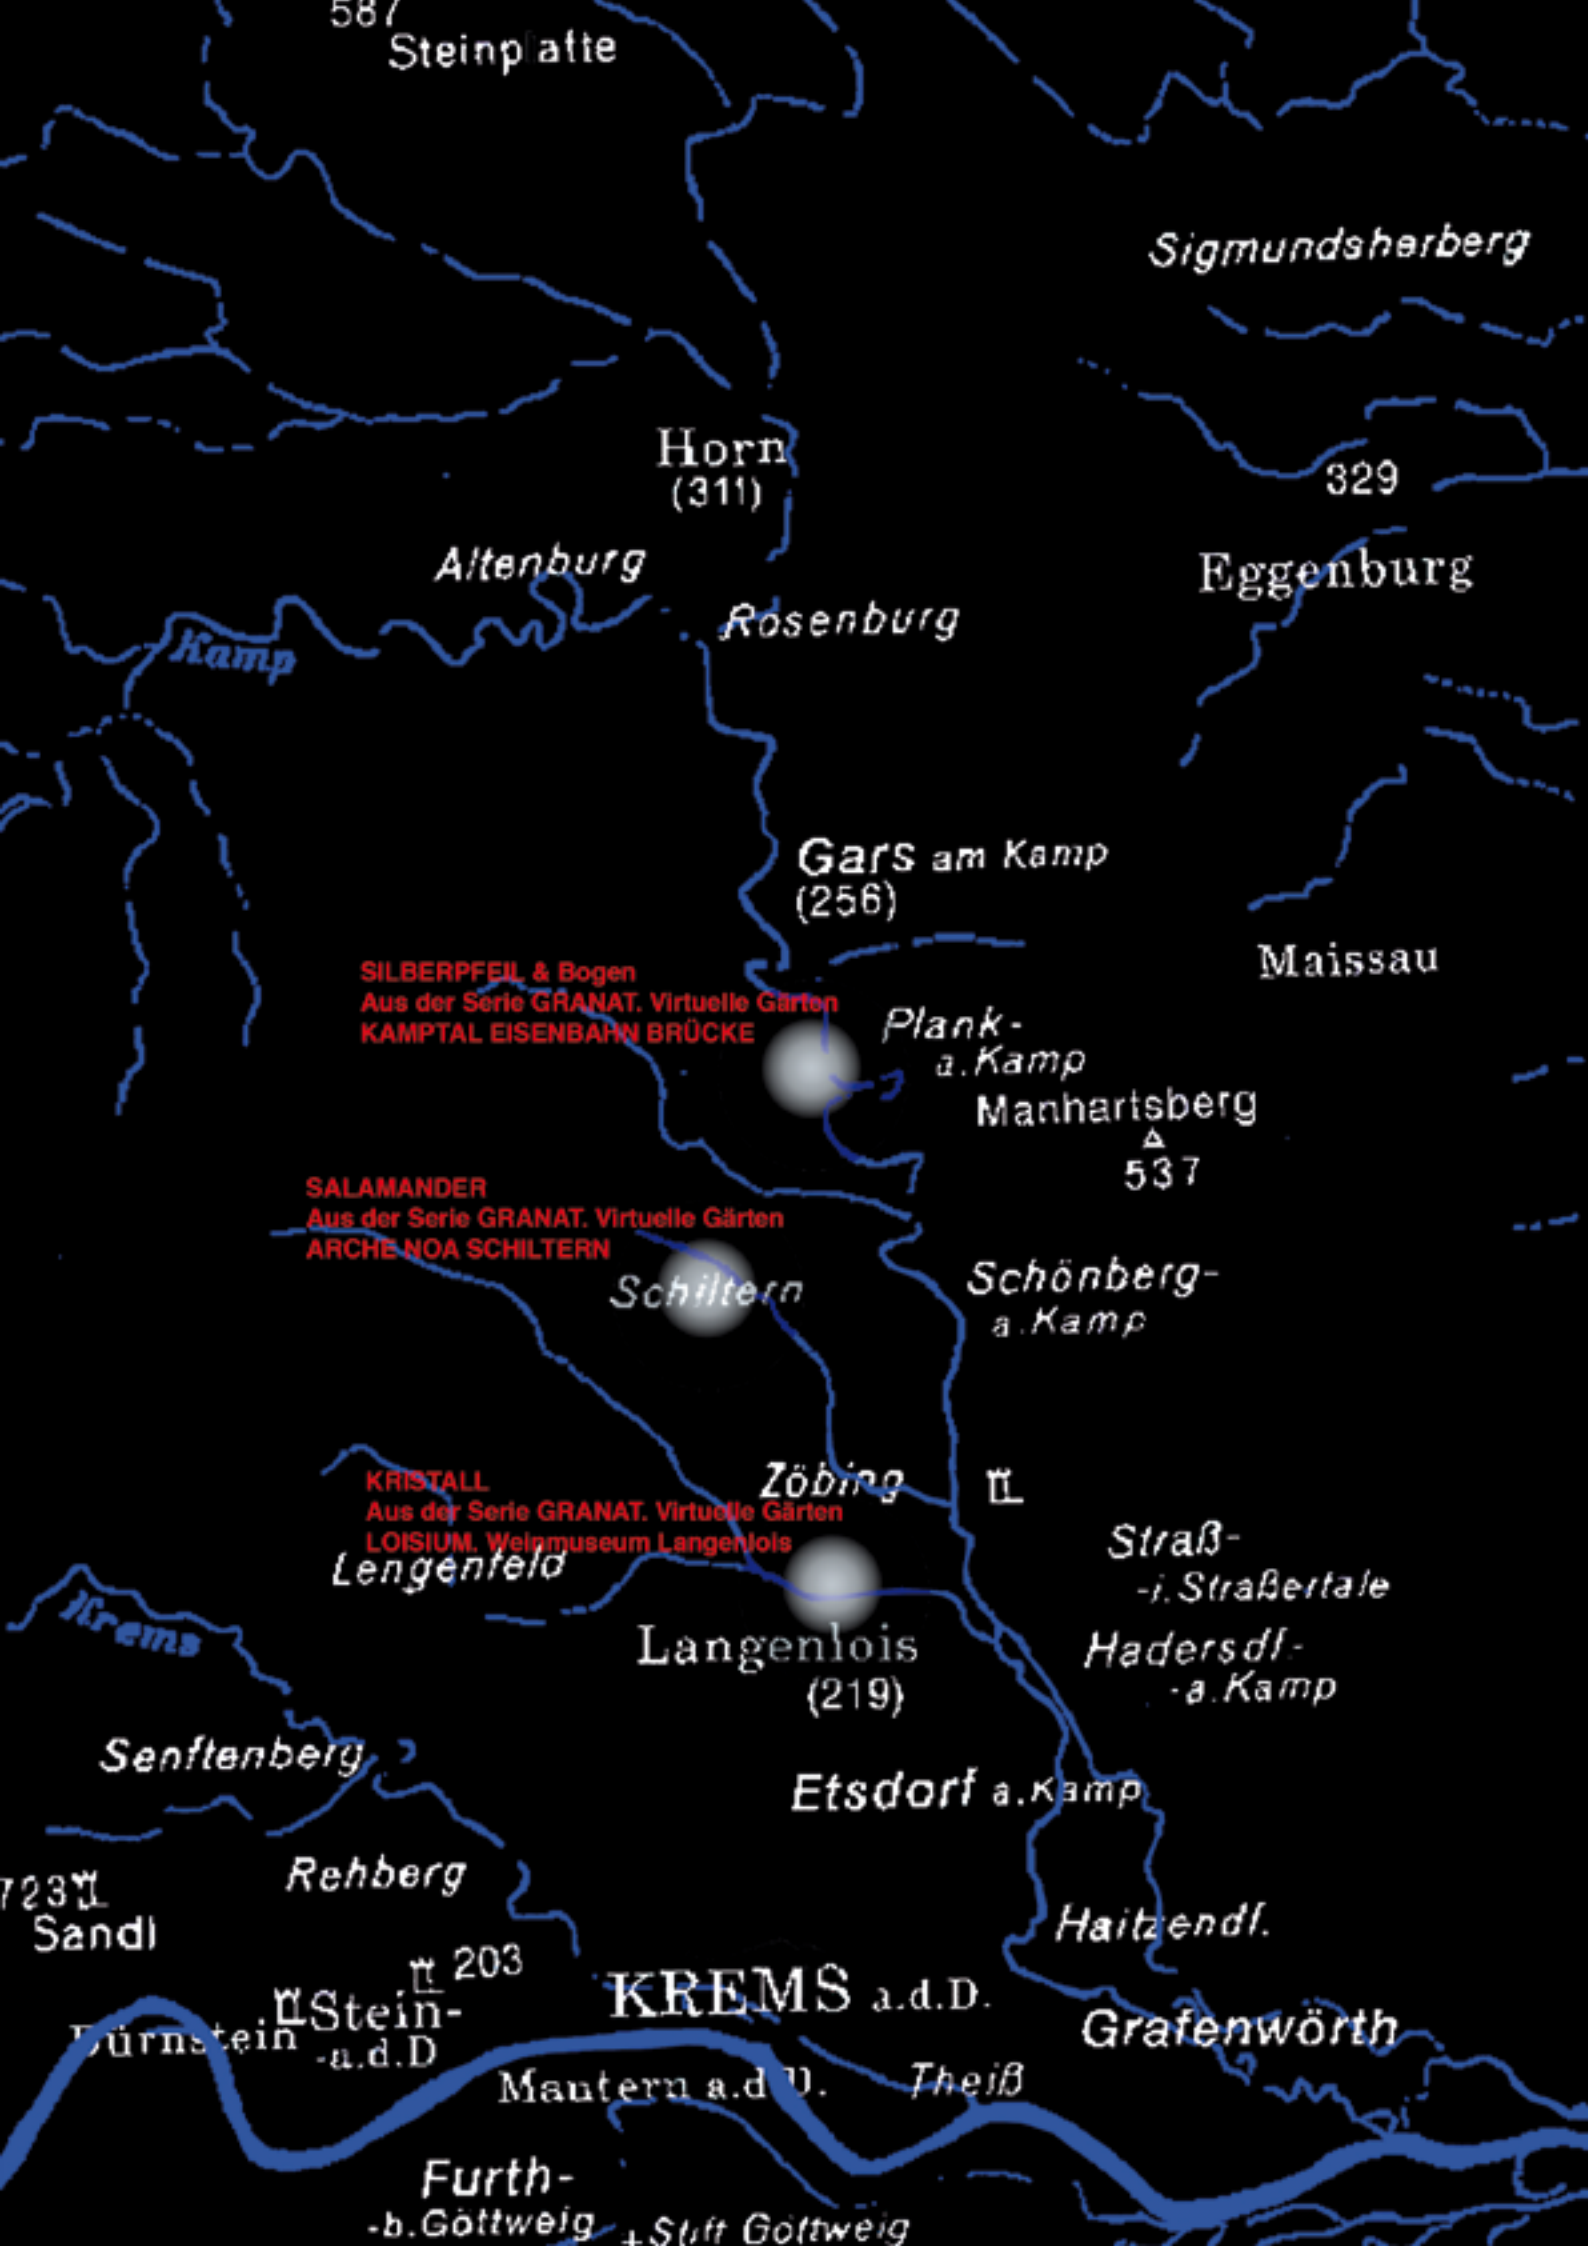 587
Steinplatte
Sigmundsherberg
Horn
(311)
329
Altenburg
Eggenburg
Rosenburg
Kamp
Gars am Kamp
(256)
Maissau
SILBERPFEIL & Bogen
Aus der Serie GRANAT. Virtuelle Gärten
KAMPTAL EISENBAHN BRÜCKE
Plank-
a.Kamp
Manhartsberg
537
SALAMANDER
Aus der Serie GRANAT. Virtuelle Gärten
ARCHE NOA SCHILTERN
Schiltern
Schönberg-
a.Kamp
KRISTALL
Aus der Serie GRANAT. Virtuelle Gärten
LOISIUM. Weinmuseum Langenlois
Zöbing
Lengenfeld
Straß-
-i.Straßertale
Krems
Langenlois
(219)
Hadersdf.-
-a.Kamp
Senftenberg
Etsdorf a.Kamp
Rehberg
723
Sandl
Haitzendf.
203
KREMS a.d.D.
Stein-
-a.d.D
Dürnstein
Grafenwörth
Mautern a.d.D.
Theiß
Furth-
-b.Göttweig
+Stift Göttweig